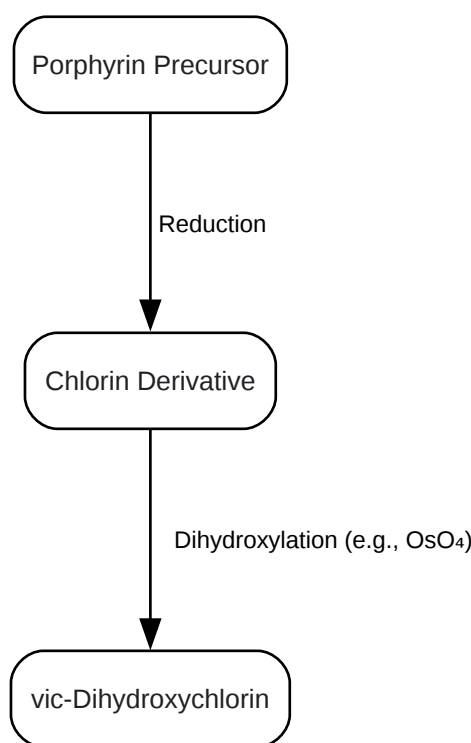 Porphyrin Precursor
Reduction
Chlorin Derivative
Dihydroxylation (e.g., OsO₄)
vic-Dihydroxychlorin